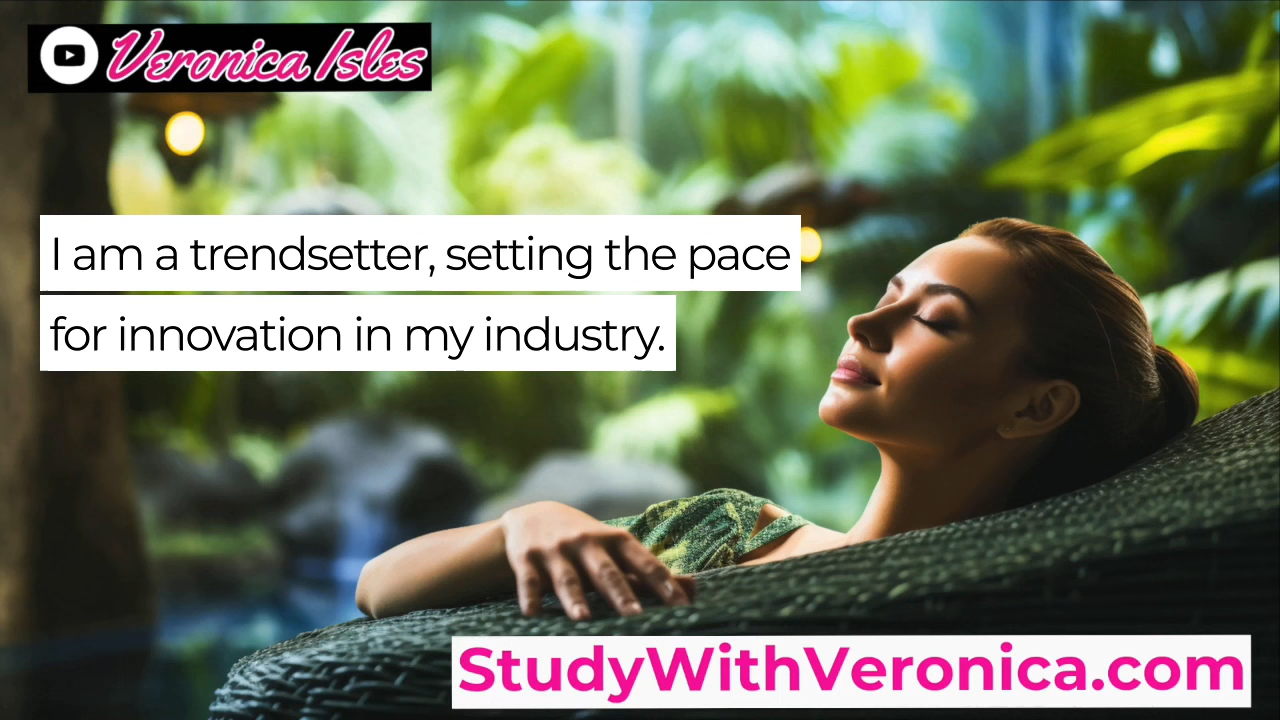 Veronica Isles
I am a trendsetter, setting the pace
for innovation in my industry.
StudyWithVeronica.com